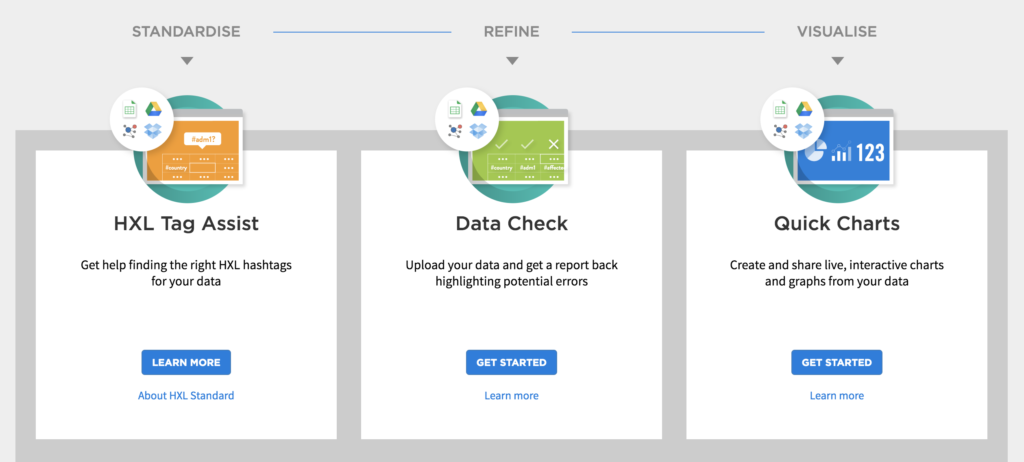 STANDARDISE
REFINE
VISUALISE
#adm1?
#country
#country #adm1 #affecte
123
HXL Tag Assist
Data Check
Quick Charts
Get help finding the right HXL hashtags
for your data
Upload your data and get a report back
highlighting potential errors
Create and share live, interactive charts
and graphs from your data
LEARN MORE
GET STARTED
GET STARTED
About HXL Standard
Learn more
Learn more